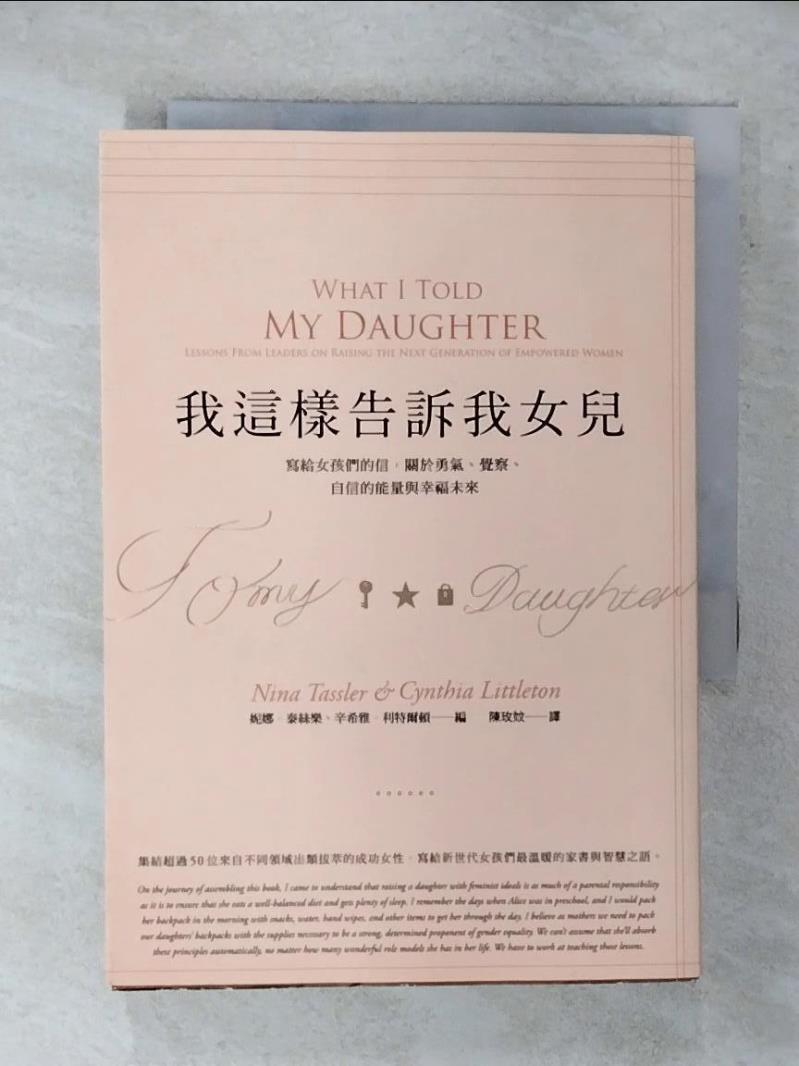 WHAT I TOLD
MY DAUGHTER
LESSONS FROM LEADERS ON RAISING THE NEXT GENERATION OF EMPOWERED WOMEN
我這樣告訴我女兒
寫給女孩們的信，關於勇氣、覺察、
自信的能量與幸福未來
To my Daughter
Nina Tassler & Cynthia Littleton
妮娜．泰絲樂、辛希雅．利特爾頓——編 陳玫妏——譯
集結超過50位來自不同領域出類拔萃的成功女性，寫給新世代女孩們最溫暖的家書與智慧之語。
On the journey of assembling this book, I came to understand that raising a daughter with feminist ideals is as much of a parental responsibility
as it is to ensure that she eats a well-balanced diet and gets plenty of sleep. I remember the days when Alice was in preschool, and I would pack
her backpack in the morning with snacks, water, hand wipes, and other items to get her through the day. I believe as mothers we need to pack
our daughters' backpacks with the supplies necessary to be a strong, determined proponent of gender equality. We can't assume that she'll absorb
these principles automatically, no matter how many wonderful role models she has in her life. We have to work at teaching those lessons.